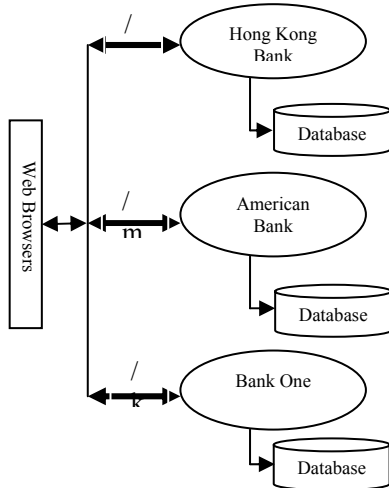 /
Hong Kong
Bank
Database
Web Browsers
/
m
American
Bank
Database
/
k
Bank One
Database